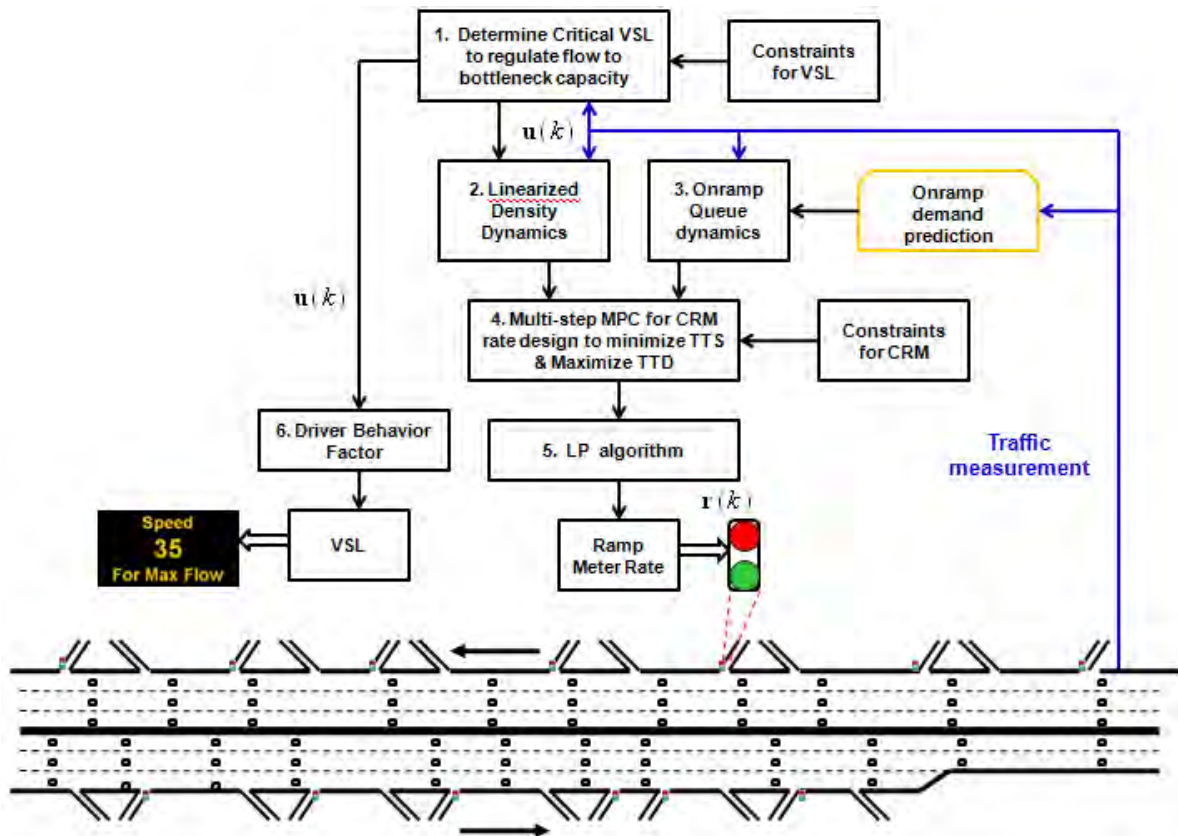 1. Determine Critical VSL
to regulate flow to
bottleneck capacity
Constraints
for VSL
u(k)
2. Linearized
Density
Dynamics
3. Onramp
Queue
dynamics
Onramp
demand
prediction
u(k)
4. Multi-step MPC for CRM
rate design to minimize TTS
& Maximize TTD
Constraints
for CRM
6. Driver Behavior
Factor
5. LP algorithm
Traffic
measurement
r(k)
Speed
35
For Max Flow
VSL
Ramp
Meter Rate